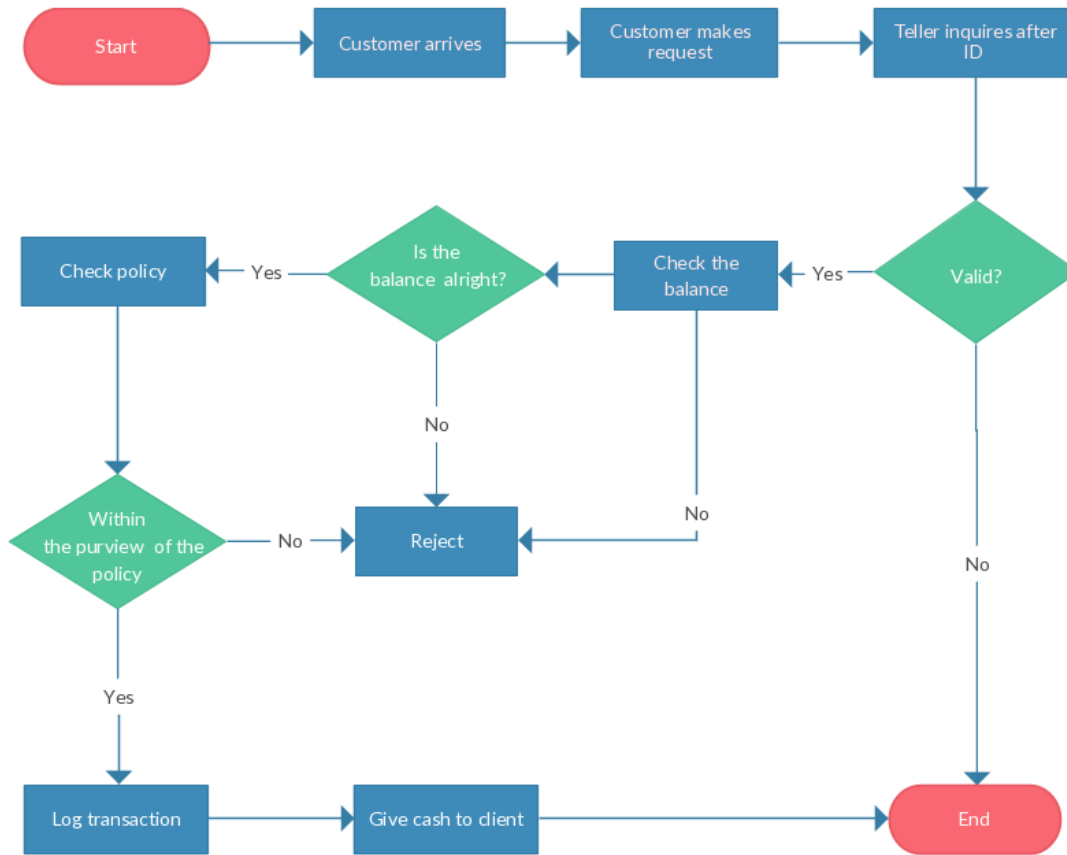 Start
Customer arrives
Customer makes
request
Teller inquires after
ID
Check policy
Yes
Is the
balance alright?
Check the
balance
Yes
Valid?
No
No
Within
the purview of the
policy
No
Reject
No
Yes
Log transaction
Give cash to client
End